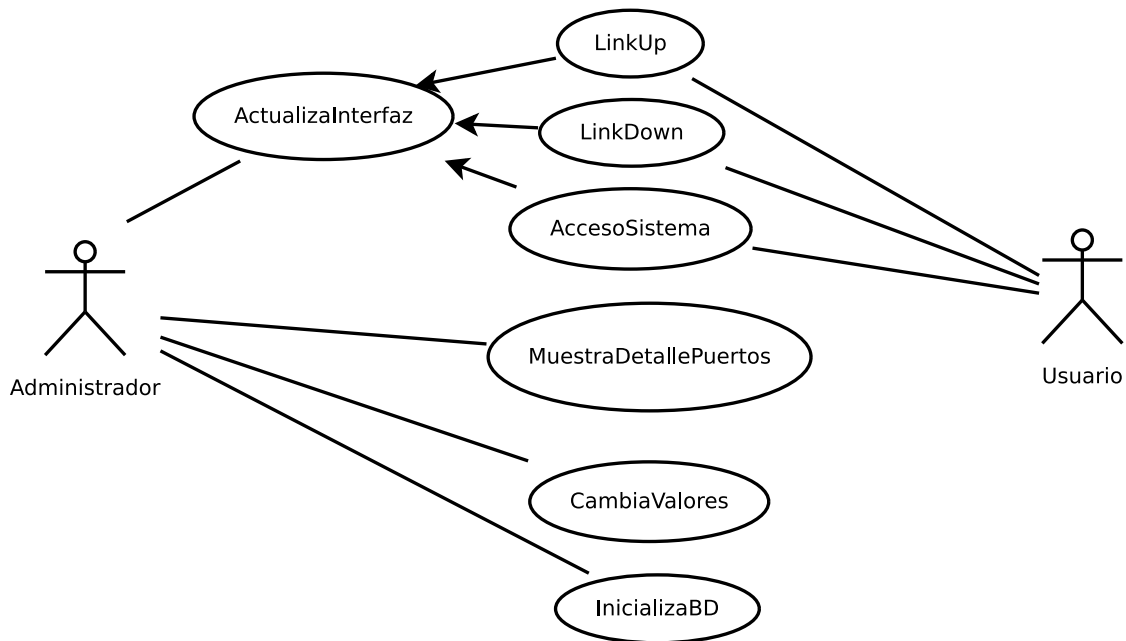 LinkUp
ActualizaInterfaz
LinkDown
AccesoSistema
MuestraDetallePuertos
Administrador
Usuario
CambiaValores
InicializaBD